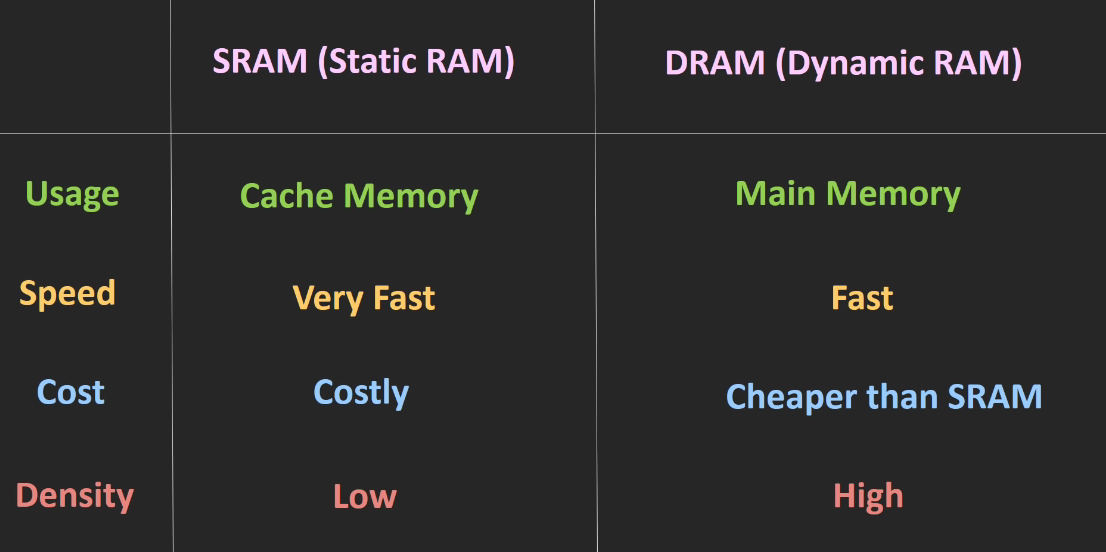 SRAM (Static RAM) DRAM (Dynamic RAM)
Usage Cache Memory Main Memory
Speed Very Fast Fast
Cost Costly Cheaper than SRAM
Density Low High